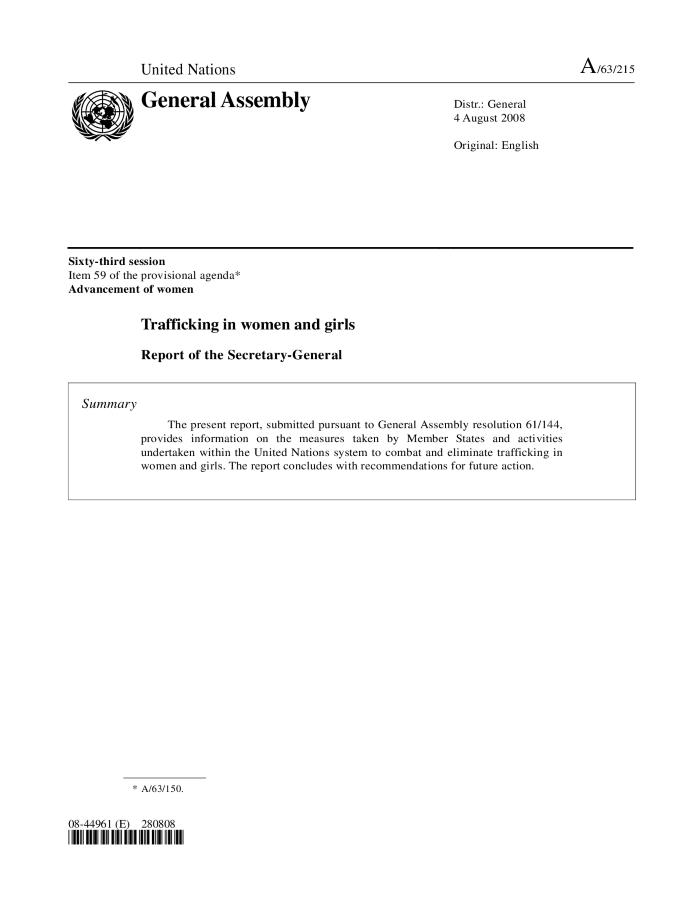 United Nations
A/63/215
General Assembly
Distr.: General
4 August 2008
Original: English
Sixty-third session
Item 59 of the provisional agenda*
Advancement of women
Trafficking in women and girls
Report of the Secretary-General
Summary
The present report, submitted pursuant to General Assembly resolution 61/144,
provides information on the measures taken by Member States and activities
undertaken within the United Nations system to combat and eliminate trafficking in
women and girls. The report concludes with recommendations for future action.
* A/63/150.
08-44961 (E) 280808